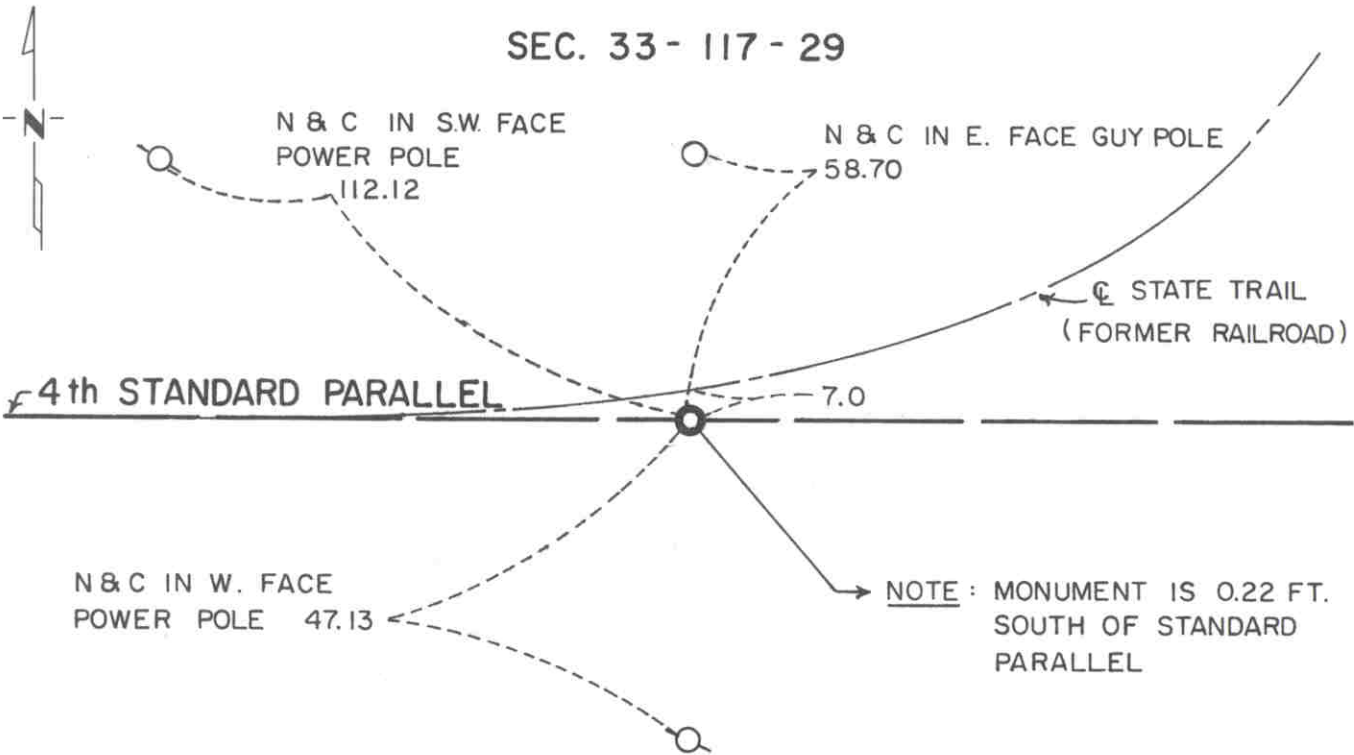 SEC. 33 - 117 - 29
N
N & C IN S.W. FACE
POWER POLE
112.12
N & C IN E. FACE GUY POLE
58.70
℄ STATE TRAIL
(FORMER RAILROAD)
4th STANDARD PARALLEL
7.0
N & C IN W. FACE
POWER POLE 47.13
NOTE : MONUMENT IS 0.22 FT.
SOUTH OF STANDARD
PARALLEL